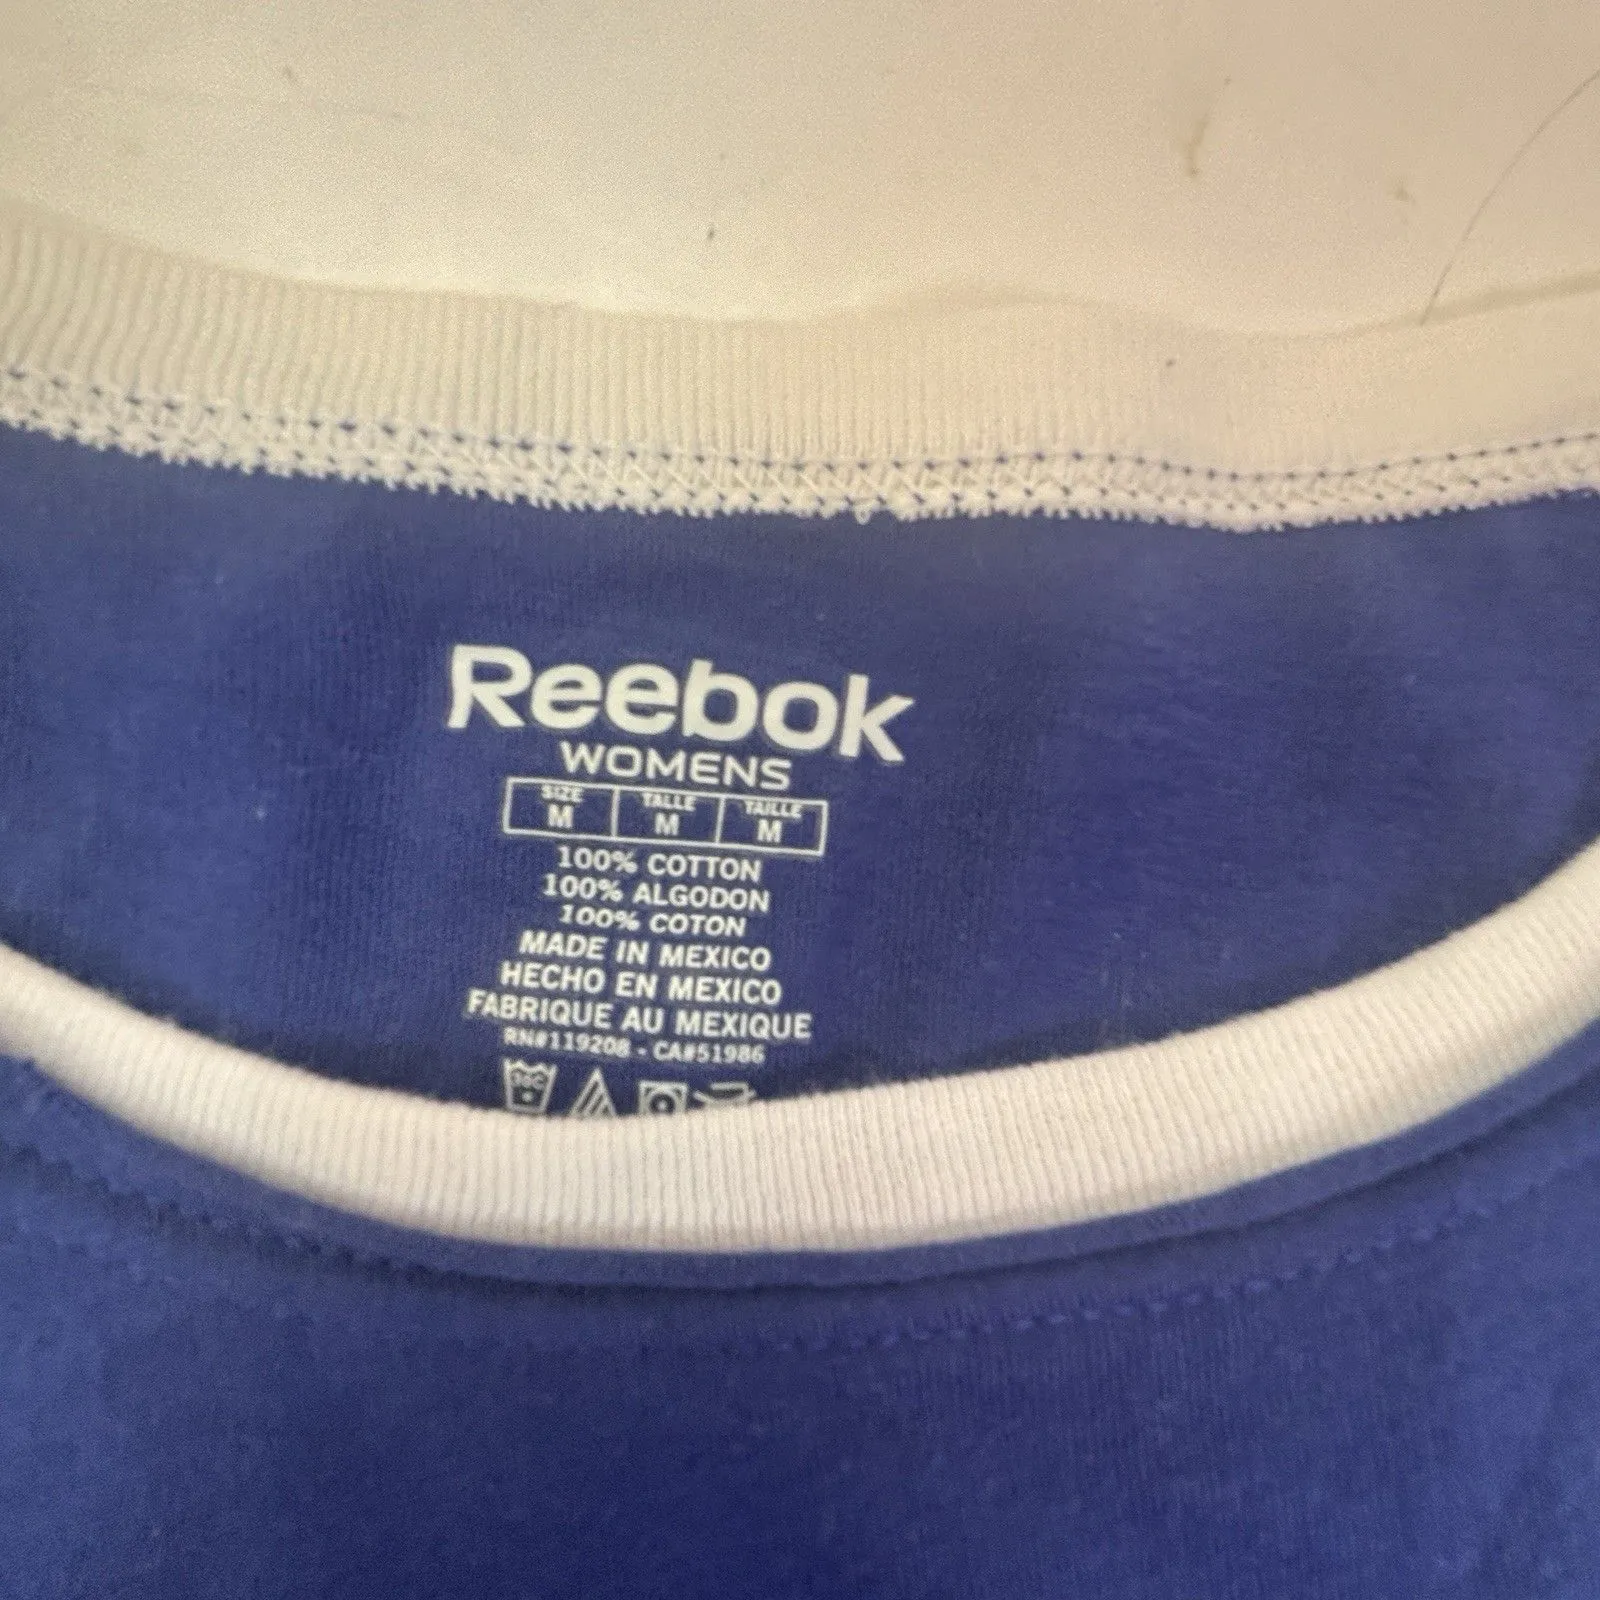 Reebok
WOMENS
SIZE TALLE TAILLE
M M M
100% COTTON
100% ALGODON
100% COTON
MADE IN MEXICO
HECHO EN MEXICO
FABRIQUE AU MEXIQUE
RN#119208 - CA#51986